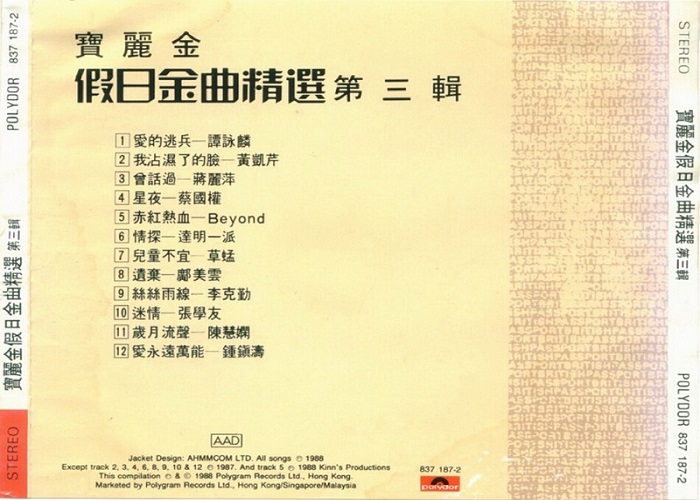 寶麗金
假日金曲精選 第三輯
1 愛的逃兵—譚詠麟
2 我沾濕了的臉—黃凱芹
3 曾話過—蔣麗萍
4 星夜—蔡國權
5 赤紅熱血—Beyond
6 情探—達明一派
7 兒童不宜—草蜢
8 遺棄—鄺美雲
9 絲絲雨線—李克勤
10 迷情—張學友
11 歲月流聲—陳慧嫻
12 愛永遠萬能—鍾鎮濤
AAD
Jacket Design: AHMMCOM LTD. All songs ℗ 1988
Except track 2, 3, 4, 6, 8, 9, 10 & 12 ℗ 1987. And track 5 ℗ 1988 Kinn's Productions
This compilation ℗ & © 1988 Polygram Records Ltd., Hong Kong.
Marketed by Polygram Records Ltd., Hong Kong/Singapore/Malaysia
837 187-2
polydor
POLYDOR 837 187-2
寶麗金假日金曲精選 第三輯
STEREO
STEREO
寶麗金假日金曲精選 第三輯
POLYDOR 837 187-2